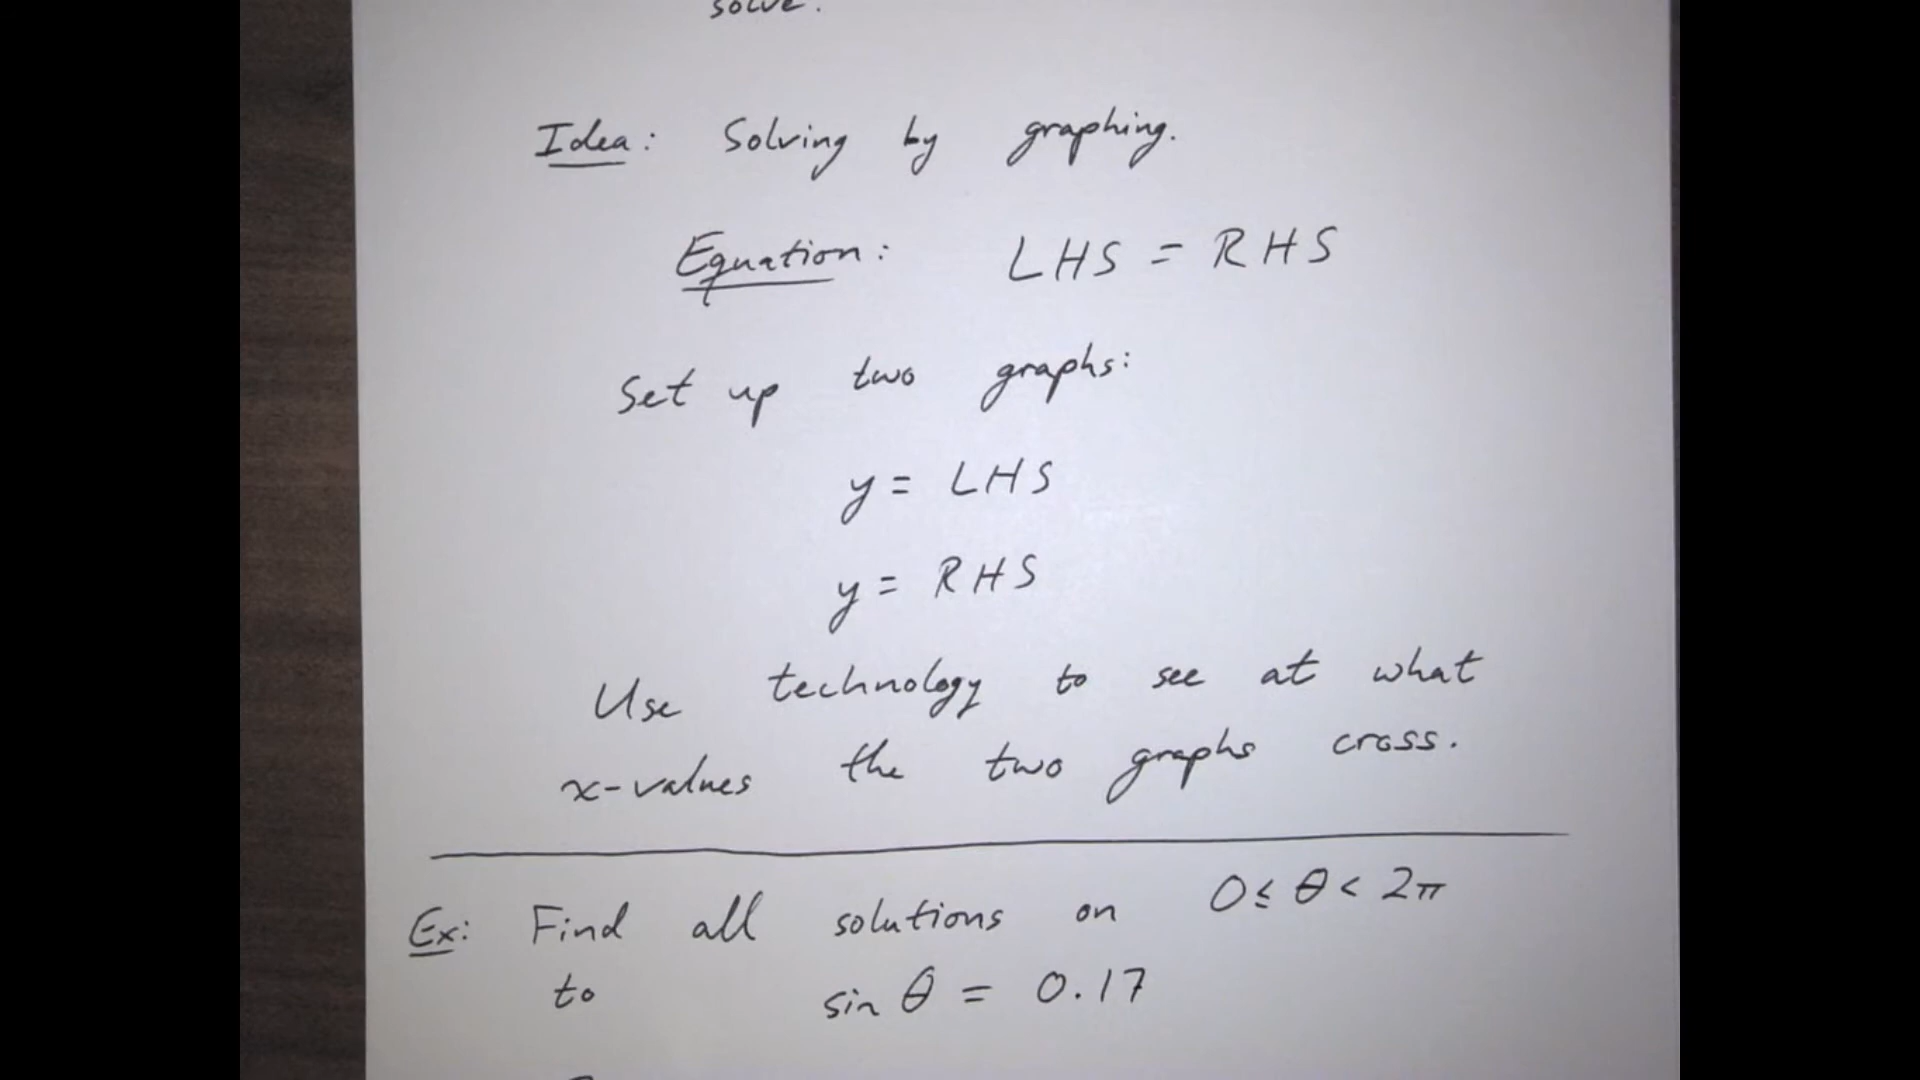 solve.
Idea: Solving by graphing.
Equation: LHS = RHS
Set up two graphs:
y = LHS
y = RHS
Use technology to see at what
x-values the two graphs cross.
Ex: Find all solutions on 0 ≤ θ < 2π
to sin θ = 0.17